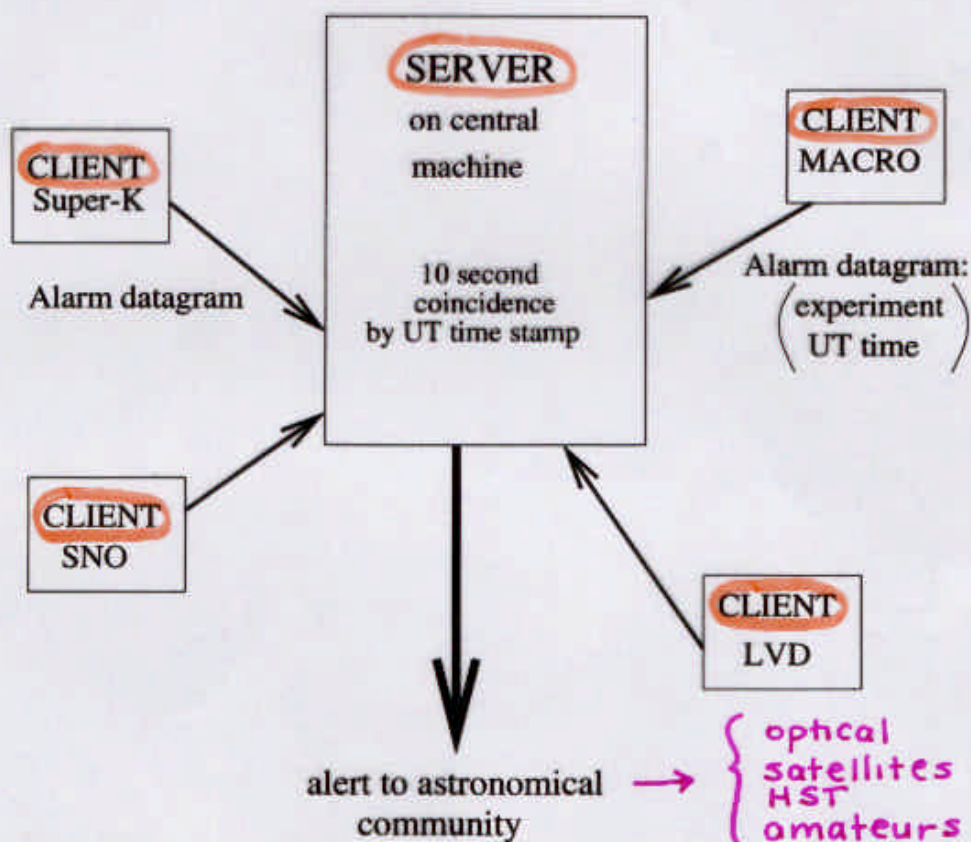 SERVER
on central
machine
10 second
coincidence
by UT time stamp
CLIENT
Super-K
Alarm datagram
CLIENT
MACRO
Alarm datagram:
experiment
UT time
CLIENT
SNO
CLIENT
LVD
alert to astronomical
community
optical
satellites
HST
amateurs